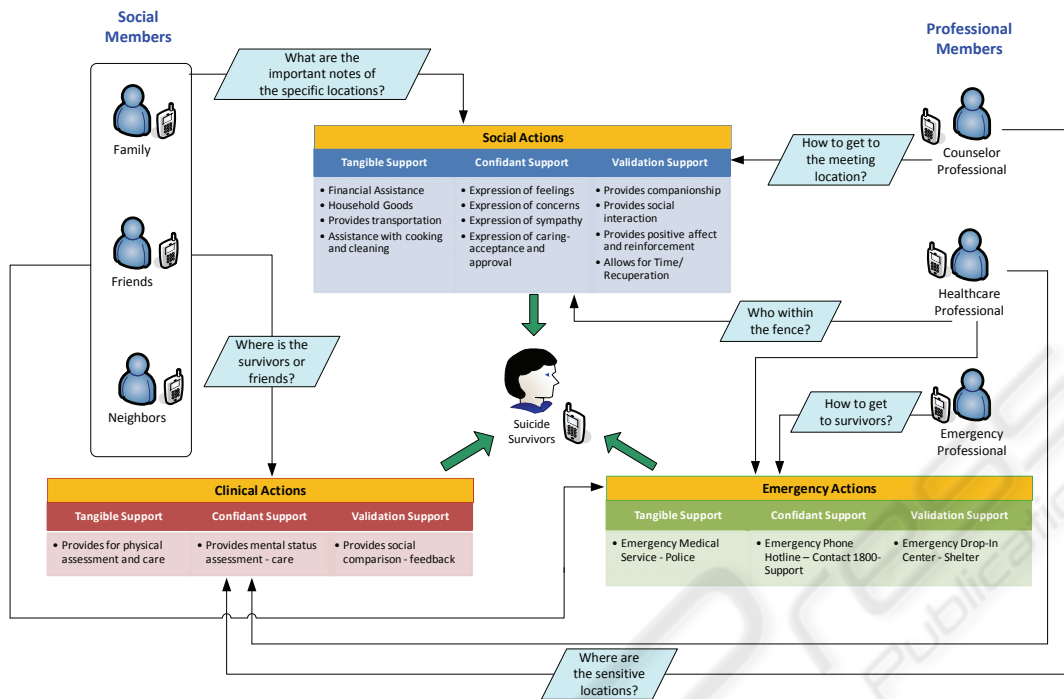 Social
Members
Professional
Members
What are the
important notes of
the specific locations?
Family
Friends
Neighbors
Social Actions
Tangible Support
Confidant Support
Validation Support
• Financial Assistance
• Household Goods
• Provides transportation
• Assistance with cooking
and cleaning
• Expression of feelings
• Expression of concerns
• Expression of sympathy
• Expression of caring-
acceptance and
approval
• Provides companionship
• Provides social
interaction
• Provides positive affect
and reinforcement
• Allows for Time/
Recuperation
How to get to
the meeting
location?
Counselor
Professional
Healthcare
Professional
Who within
the fence?
Where is the
survivors or
friends?
Suicide
Survivors
How to get
to survivors?
Emergency
Professional
Clinical Actions
Tangible Support
Confidant Support
Validation Support
• Provides for physical
assessment and care
• Provides mental status
assessment - care
• Provides social
comparison - feedback
Emergency Actions
Tangible Support
Confidant Support
Validation Support
• Emergency Medical
Service - Police
• Emergency Phone
Hotline – Contact 1800-
Support
• Emergency Drop-In
Center - Shelter
Where are
the sensitive
locations?